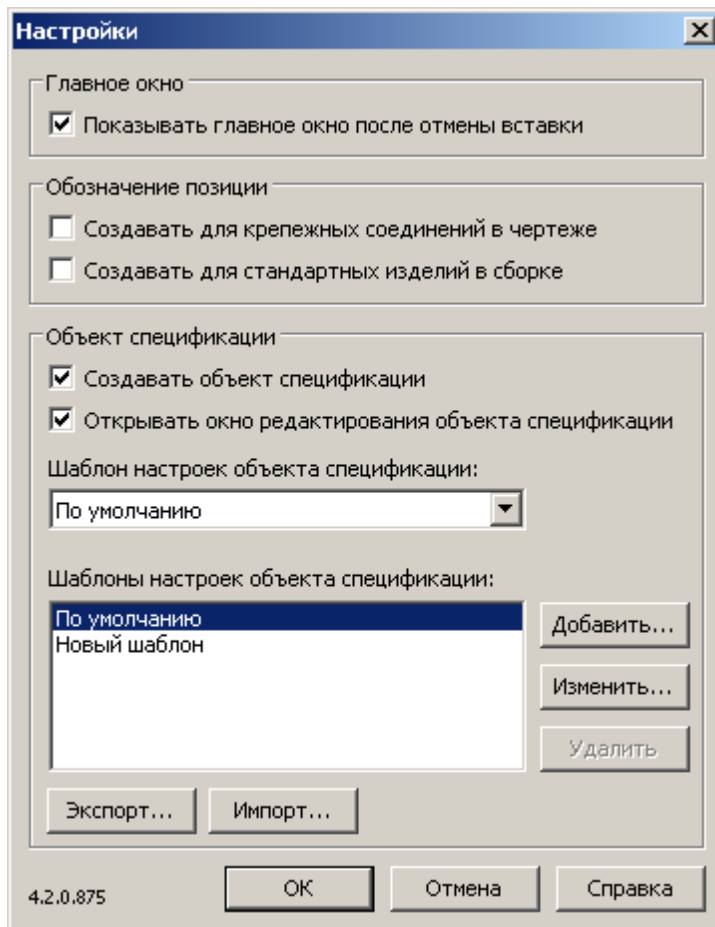 Настройки
Главное окно
Показывать главное окно после отмены вставки
Обозначение позиции
Создавать для крепежных соединений в чертеже
Создавать для стандартных изделий в сборке
Объект спецификации
Создавать объект спецификации
Открывать окно редактирования объекта спецификации
Шаблон настроек объекта спецификации:
По умолчанию
Шаблоны настроек объекта спецификации:
По умолчанию
Новый шаблон
Добавить...
Изменить...
Удалить
Экспорт... Импорт...
4.2.0.875 ОК Отмена Справка